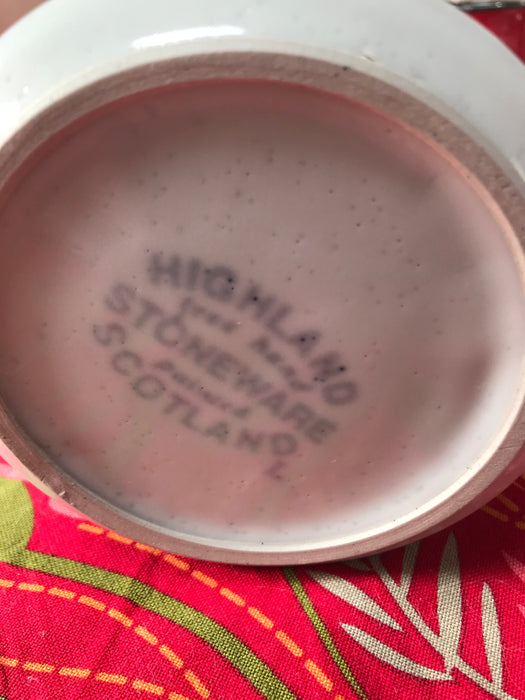 HIGHLAND
free hand
STONEWARE
painted
SCOTLAND
L